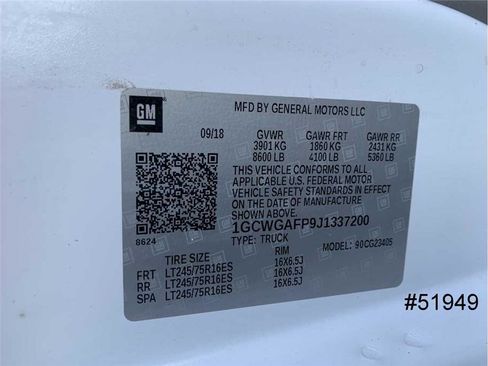 GM
MFD BY GENERAL MOTORS LLC
09/18 GVWR GAWR FRT GAWR RR
3901 KG 1860 KG 2431 KG
8600 LB 4100 LB 5360 LB
THIS VEHICLE CONFORMS TO ALL APPLICABLE
U.S. FEDERAL MOTOR
VEHICLE SAFETY STANDARDS IN EFFECT ON
THE DATE OF MANUFACTURE SHOWN ABOVE.
1GCWGAFP9J1337200
TYPE: TRUCK MODEL: 90CG23405
8624
TIRE SIZE RIM
FRT LT245/75R16ES 16X6.5J
RR LT245/75R16ES 16X6.5J
SPA LT245/75R16ES 16X6.5J
#51949